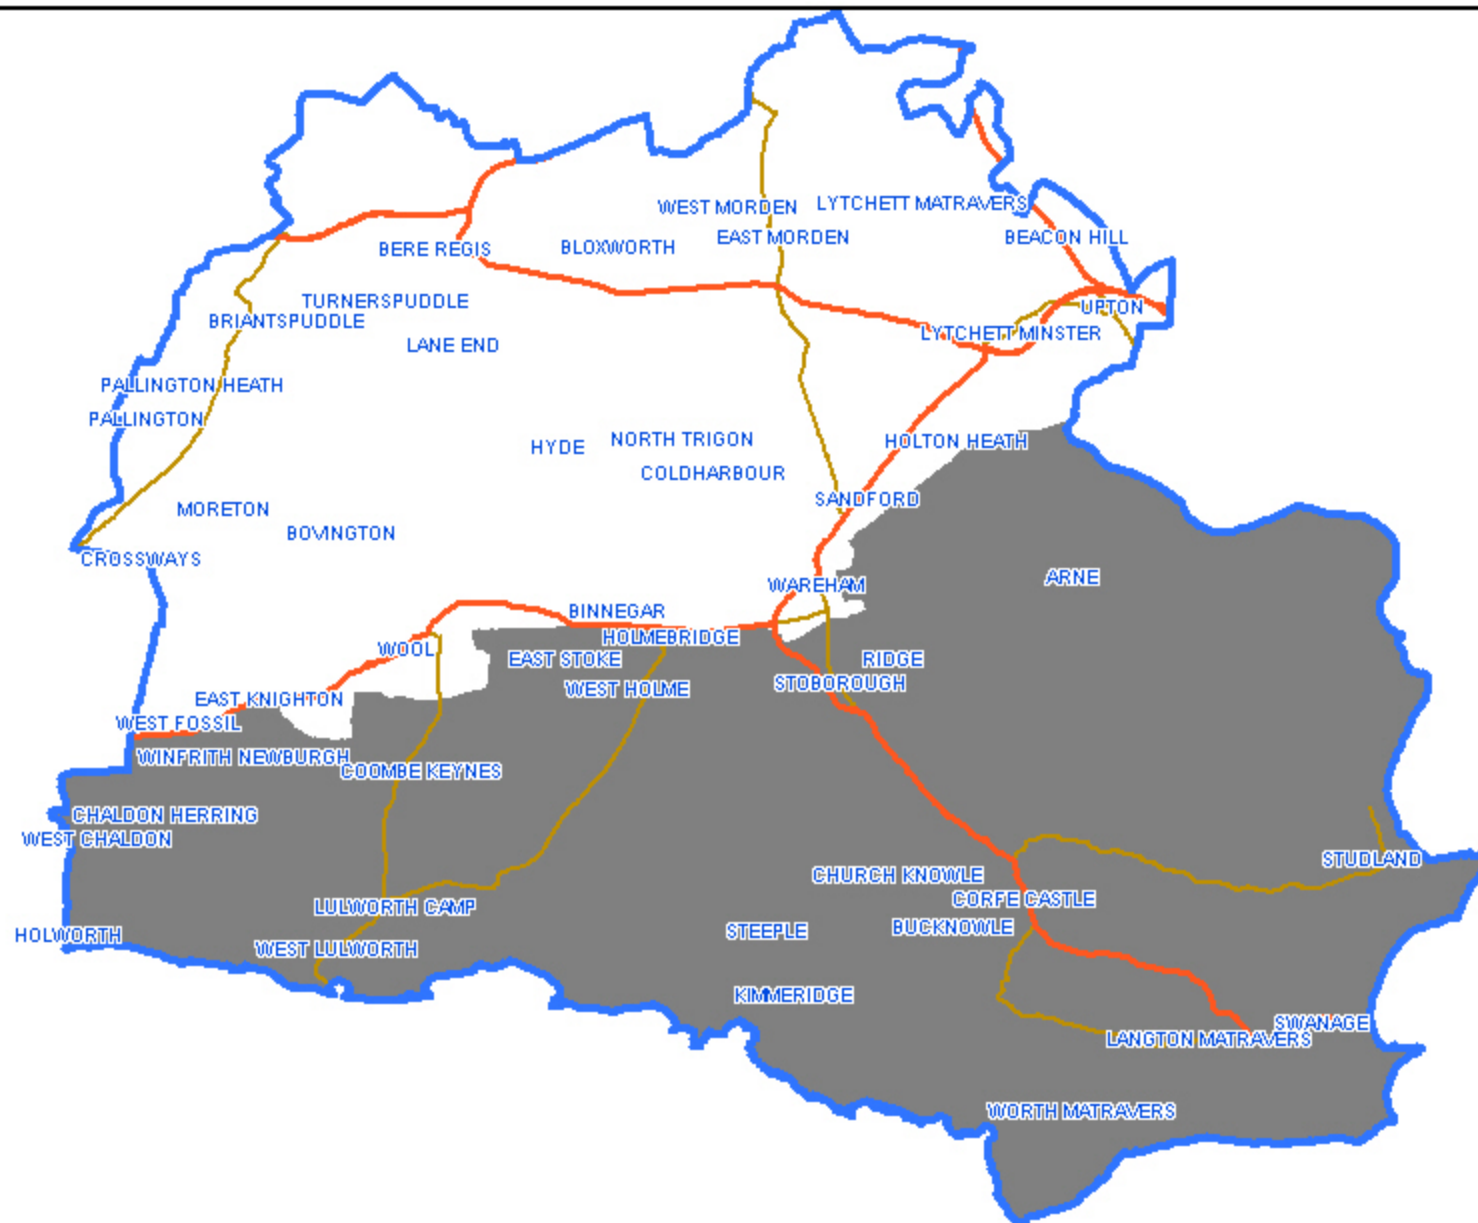 WEST MORDEN
LYTCHETT MATRAVERS
EAST MORDEN
BEACON HILL
BERE REGIS
BLOXWORTH
TURNERSPUDDLE
UPTON
BRIANTSPUDDLE
LYTCHETT MINSTER
LANE END
PALLINGTON HEATH
PALLINGTON
HYDE
NORTH TRIGON
HOLTON HEATH
COLDHARBOUR
SANDFORD
MORETON
BOVINGTON
CROSSWAYS
ARNE
WAREHAM
BINNEGAR
HOLMEBRIDGE
WOOL
EAST STOKE
RIDGE
WEST HOLME
STOBOROUGH
EAST KNIGHTON
WEST FOSSIL
WINFRITH NEWBURGH
COOMBE KEYNES
CHALDON HERRING
WEST CHALDON
STUDLAND
CHURCH KNOWLE
CORFE CASTLE
LULWORTH CAMP
BUCKNOWLE
STEEPLE
HOLWORTH
WEST LULWORTH
KIMMERIDGE
SWANAGE
LANGTON MATRAVERS
WORTH MATRAVERS